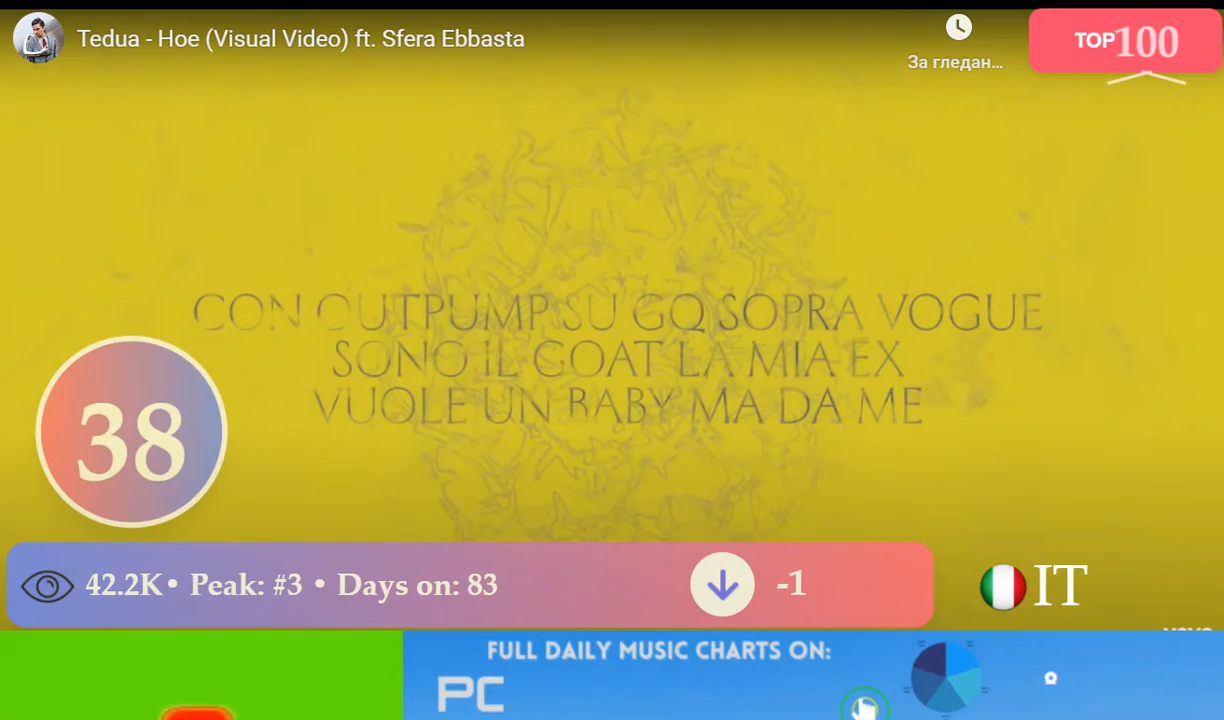 Tedua - Hoe (Visual Video) ft. Sfera Ebbasta
За гледан...
TOP100
CON OUTPUMP SU GQ SOPRA VOGUE
SONO IL GOAT LA MIA EX
VUOLE UN BABY MA DA ME
38
42.2K • Peak: #3 • Days on: 83
-1
IT
FULL DAILY MUSIC CHARTS ON:
PC